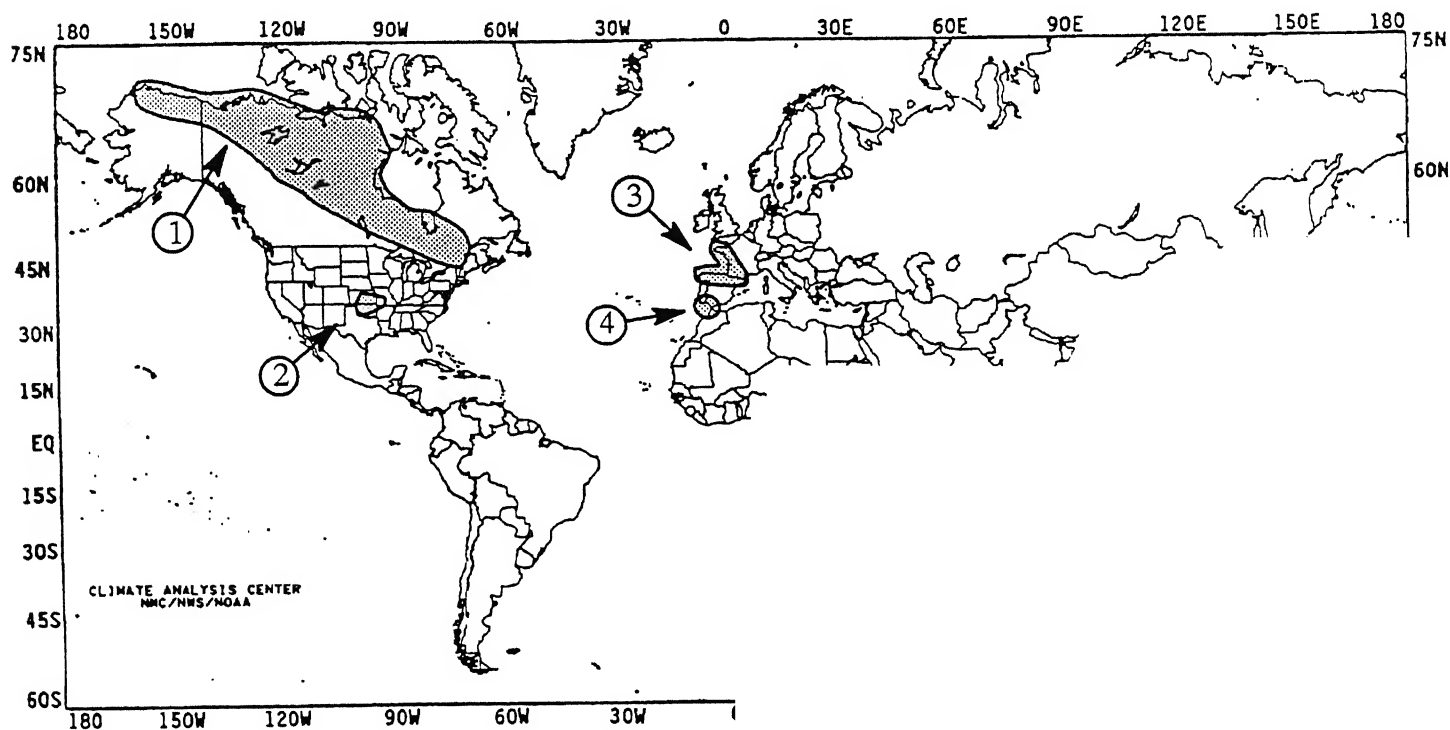 180 150W 120W 90W 60W 30W 0 30E 60E 90E 120E 150E 180
75N 75N
60N 60N
1
3
45N
4
30N
2
15N
EQ
15S
30S
CLIMATE ANALYSIS CENTER
NMC/NWS/NOAA
45S
60S
180 150W 120W 90W 60W 30W